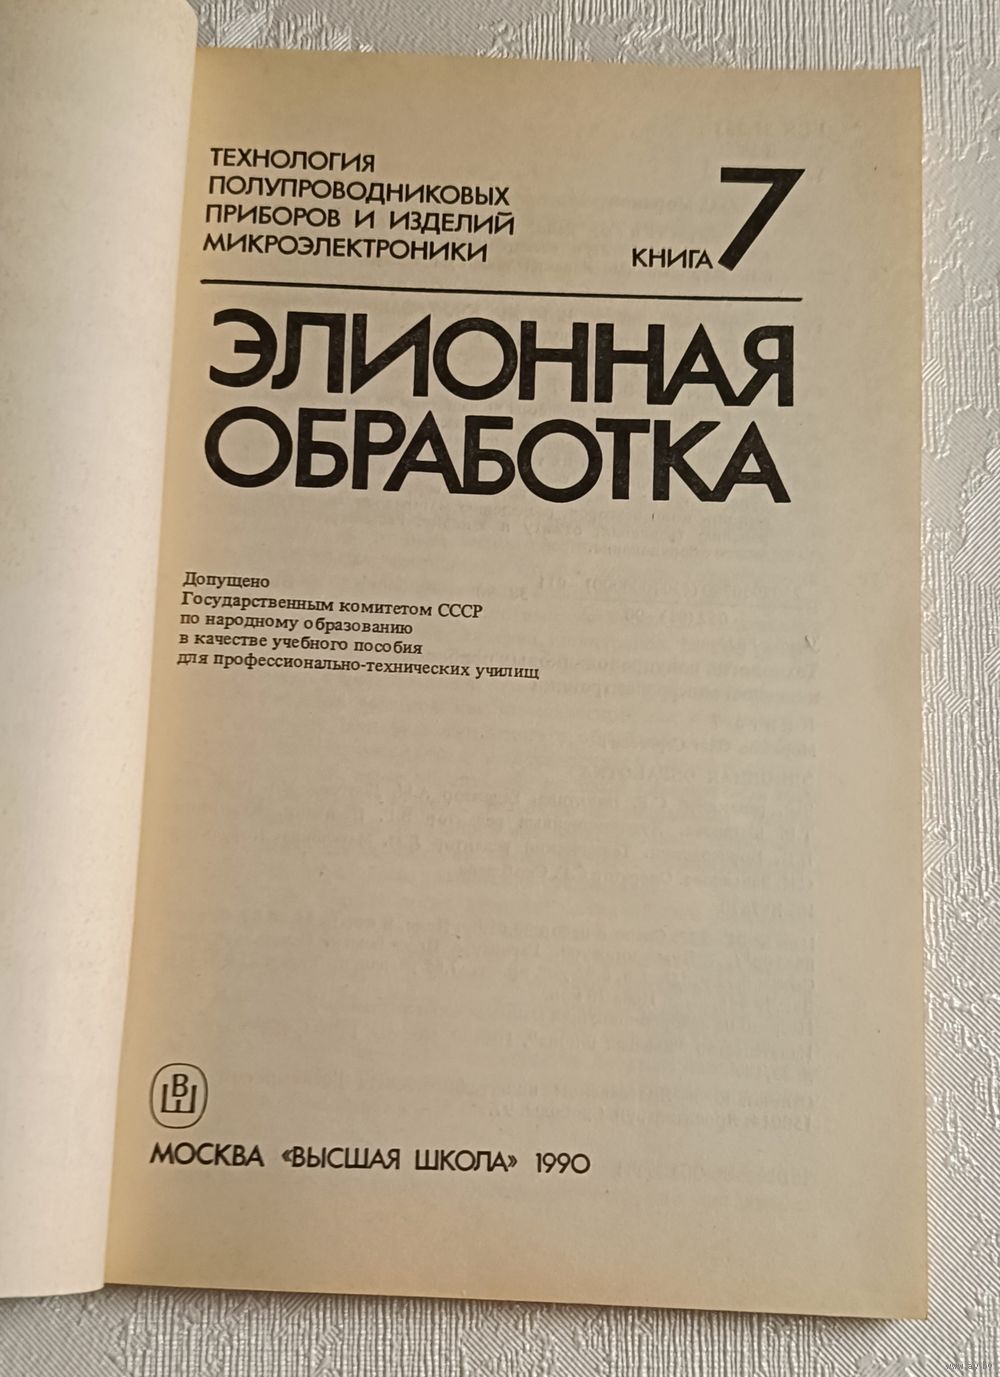 ТЕХНОЛОГИЯ
ПОЛУПРОВОДНИКОВЫХ
ПРИБОРОВ И ИЗДЕЛИЙ
МИКРОЭЛЕКТРОНИКИ
КНИГА 7
ЭЛИОННАЯ
ОБРАБОТКА
Допущено
Государственным комитетом СССР
по народному образованию
в качестве учебного пособия
для профессионально-технических училищ
ВШ
МОСКВА «ВЫСШАЯ ШКОЛА» 1990